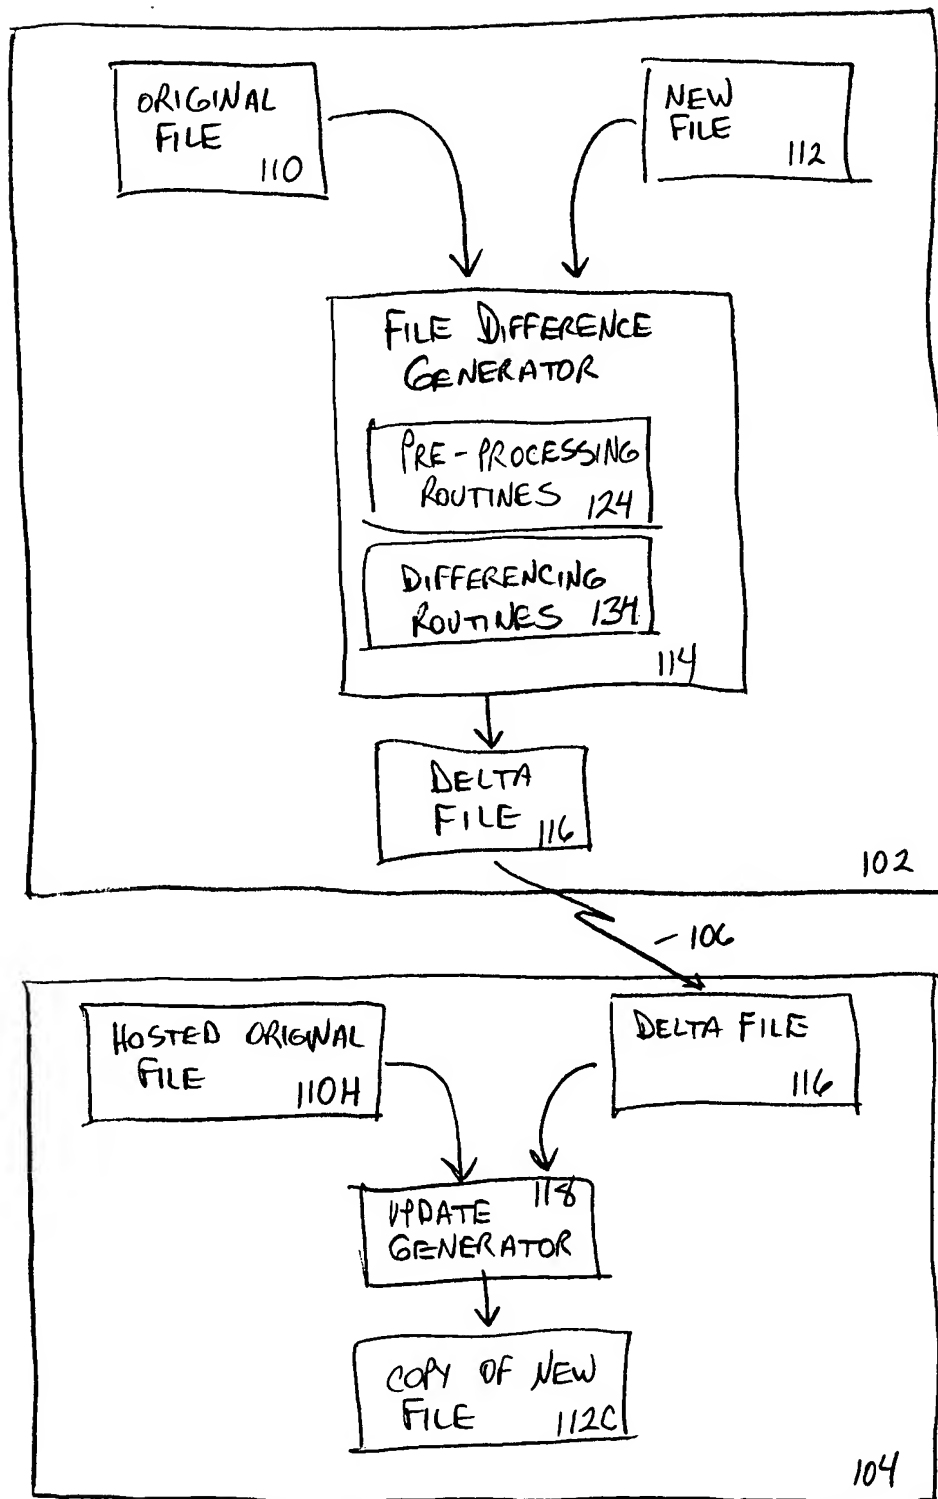 ORIGINAL
FILE
110
NEW
FILE
112
FILE DIFFERENCE
GENERATOR
PRE-PROCESSING
ROUTINES 124
DIFFERENCING
ROUTINES 134
114
DELTA
FILE 116
102
106
HOSTED ORIGINAL
FILE 110H
DELTA FILE
116
118
UPDATE
GENERATOR
COPY OF NEW
FILE 112C
104